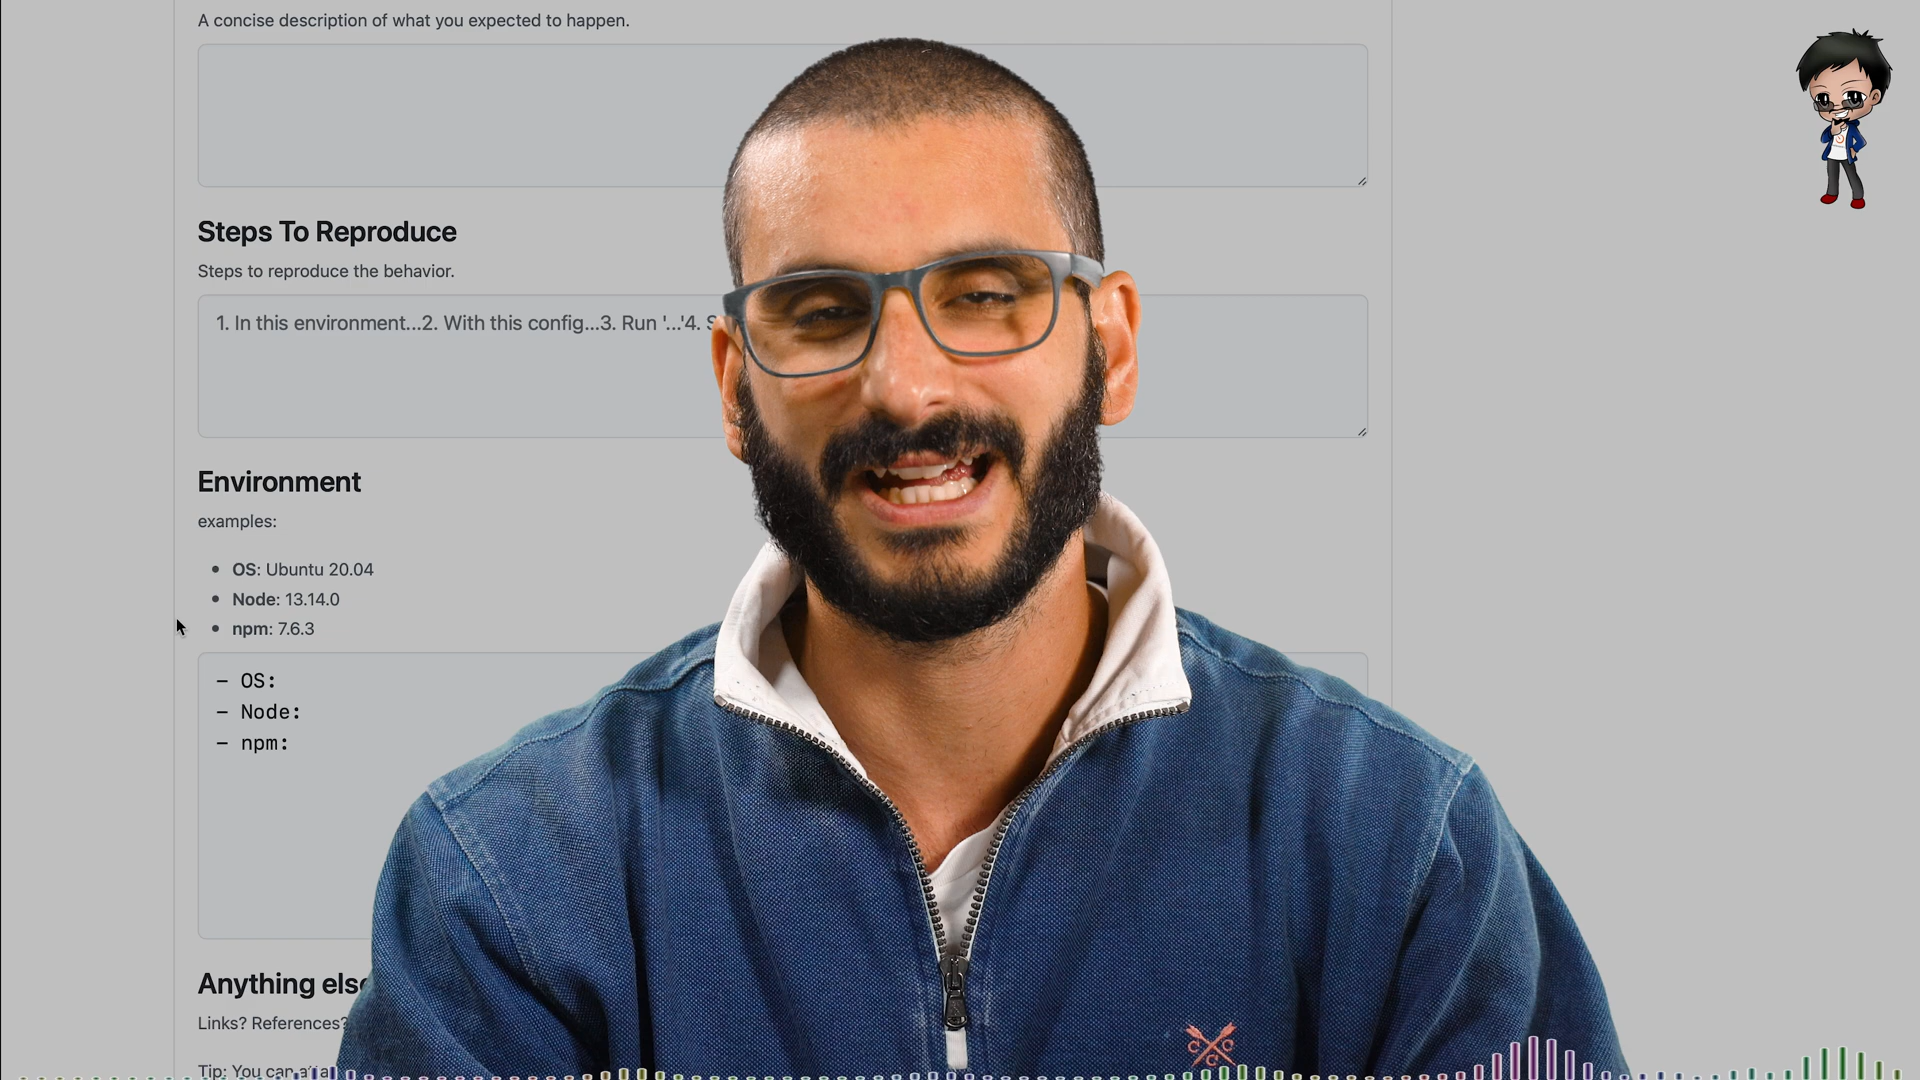 A concise description of what you expected to happen.
Steps To Reproduce
Steps to reproduce the behavior.
1. In this environment...2. With this config...3. Run '...'4.
Environment
examples:
• OS: Ubuntu 20.04
• Node: 13.14.0
• npm: 7.6.3
- OS:
- Node:
- npm:
Anything else
Links? References?
Tip: You can